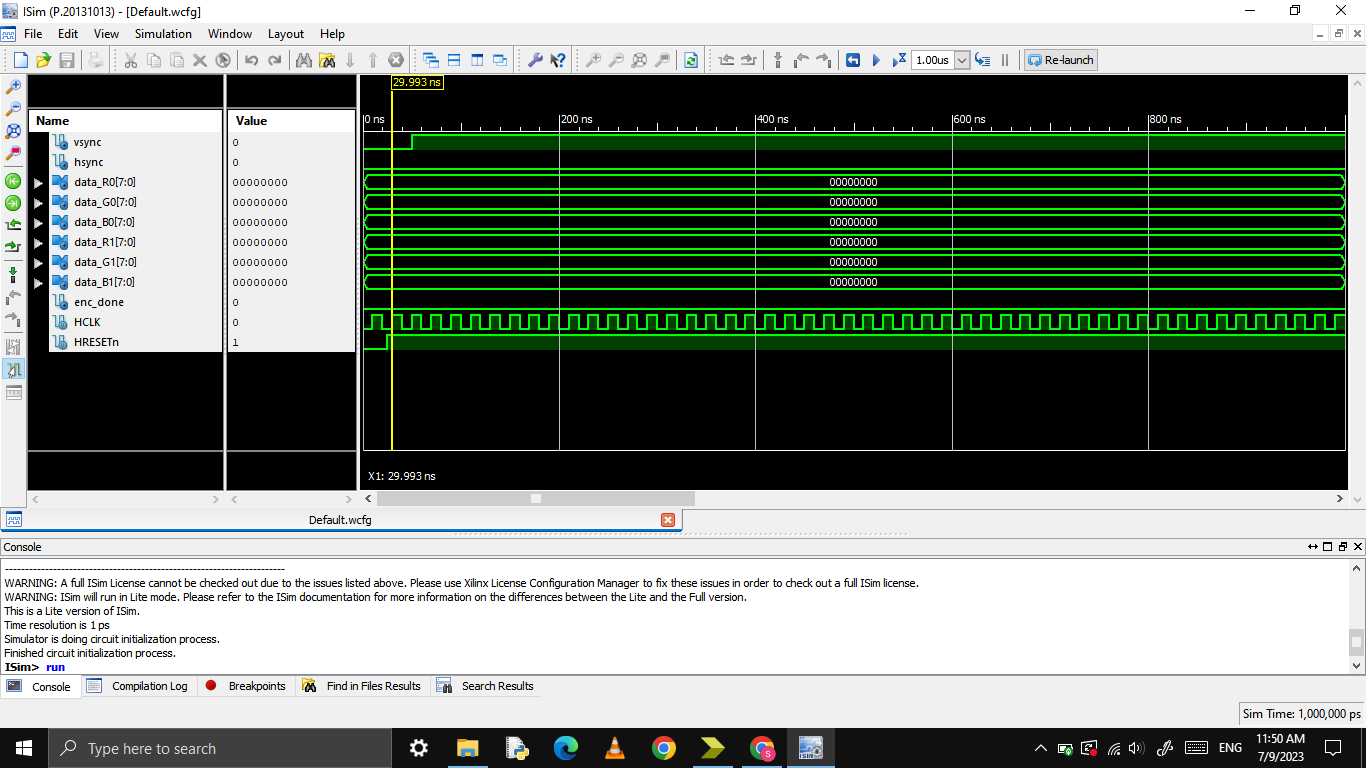 ISim (P.20131013) - [Default.wcfg]
File Edit View Simulation Window Layout Help
1.00us Re-launch
29.993 ns
Name Value
0 ns 200 ns 400 ns 600 ns 800 ns
vsync 0
hsync 0
data_R0[7:0] 00000000 00000000
data_G0[7:0] 00000000 00000000
data_B0[7:0] 00000000 00000000
data_R1[7:0] 00000000 00000000
data_G1[7:0] 00000000 00000000
data_B1[7:0] 00000000 00000000
enc_done 0
HCLK 0
HRESETn 1
X1: 29.993 ns
Default.wcfg
Console
WARNING: A full ISim License cannot be checked out due to the issues listed above. Please use Xilinx License Configuration Manager to fix these issues in order to check out a full ISim license.
WARNING: ISim will run in Lite mode. Please refer to the ISim documentation for more information on the differences between the Lite and the Full version.
This is a Lite version of ISim.
Time resolution is 1 ps
Simulator is doing circuit initialization process.
Finished circuit initialization process.
ISim> run
Console Compilation Log Breakpoints Find in Files Results Search Results
Sim Time: 1,000,000 ps
Type here to search
ENG
11:50 AM
7/9/2023